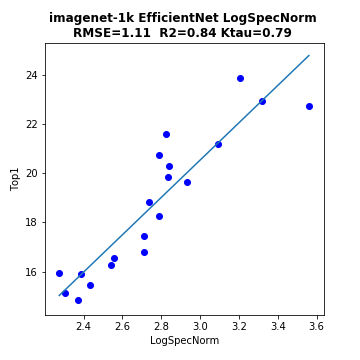 imagenet-1k EfficientNet LogSpecNorm
RMSE=1.11 R2=0.84 Ktau=0.79
24
22
20
18
16
Top1
2.4 2.6 2.8 3.0 3.2 3.4 3.6
LogSpecNorm